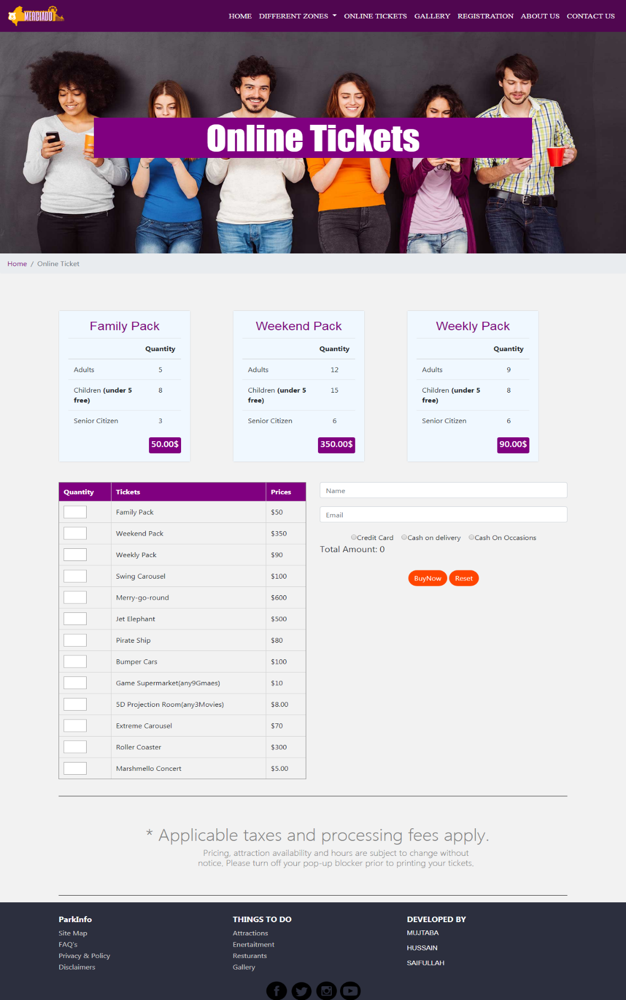 MERCIADO
HOME DIFFERENT ZONES ONLINE TICKETS GALLERY REGISTRATION ABOUT US CONTACT US
Online Tickets
Home / Online Ticket
Family Pack
Quantity
Adults 5
Children (under 5 8
free)
Senior Citizen 3
50.00$
Weekend Pack
Quantity
Adults 12
Children (under 5 15
free)
Senior Citizen 6
350.00$
Weekly Pack
Quantity
Adults 9
Children (under 5 8
free)
Senior Citizen 6
90.00$
Quantity Tickets Prices
Family Pack $50
Weekend Pack $350
Weekly Pack $90
Swing Carousel $100
Merry-go-round $600
Jet Elephant $500
Pirate Ship $80
Bumper Cars $100
Game Supermarket(any9Gmaes) $10
5D Projection Room(any3Movies) $8.00
Extreme Carousel $70
Roller Coaster $300
Marshmello Concert $5.00
Name
Email
Credit Card Cash on delivery Cash On Occasions
Total Amount: 0
BuyNow Reset
* Applicable taxes and processing fees apply.
Pricing, attraction availability and hours are subject to change without
notice. Please turn off your pop-up blocker prior to printing your tickets.
ParkInfo
Site Map
FAQ's
Privacy & Policy
Disclaimers
THINGS TO DO
Attractions
Enertaitment
Resturants
Gallery
DEVELOPED BY
MUJTABA
HUSSAIN
SAIFULLAH